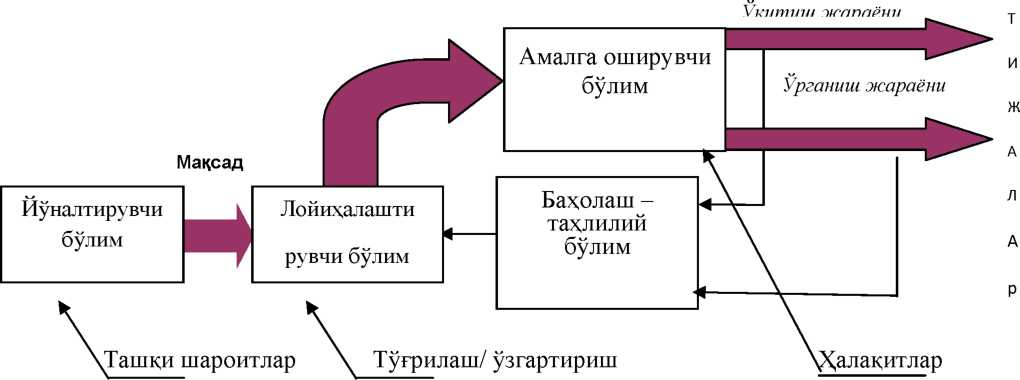 Ўқитиш жараёни
Амалга оширувчи
бўлим
Ўрганиш жараёни
Мақсад
Йўналтирувчи
бўлим
Лойиҳалашти
рувчи бўлим
Баҳолаш –
таҳлилий
бўлим
Ташқи шароитлар
Тўғрилаш/ ўзгартириш
Ҳалақитлар
Т
И
Ж
А
Л
А
р